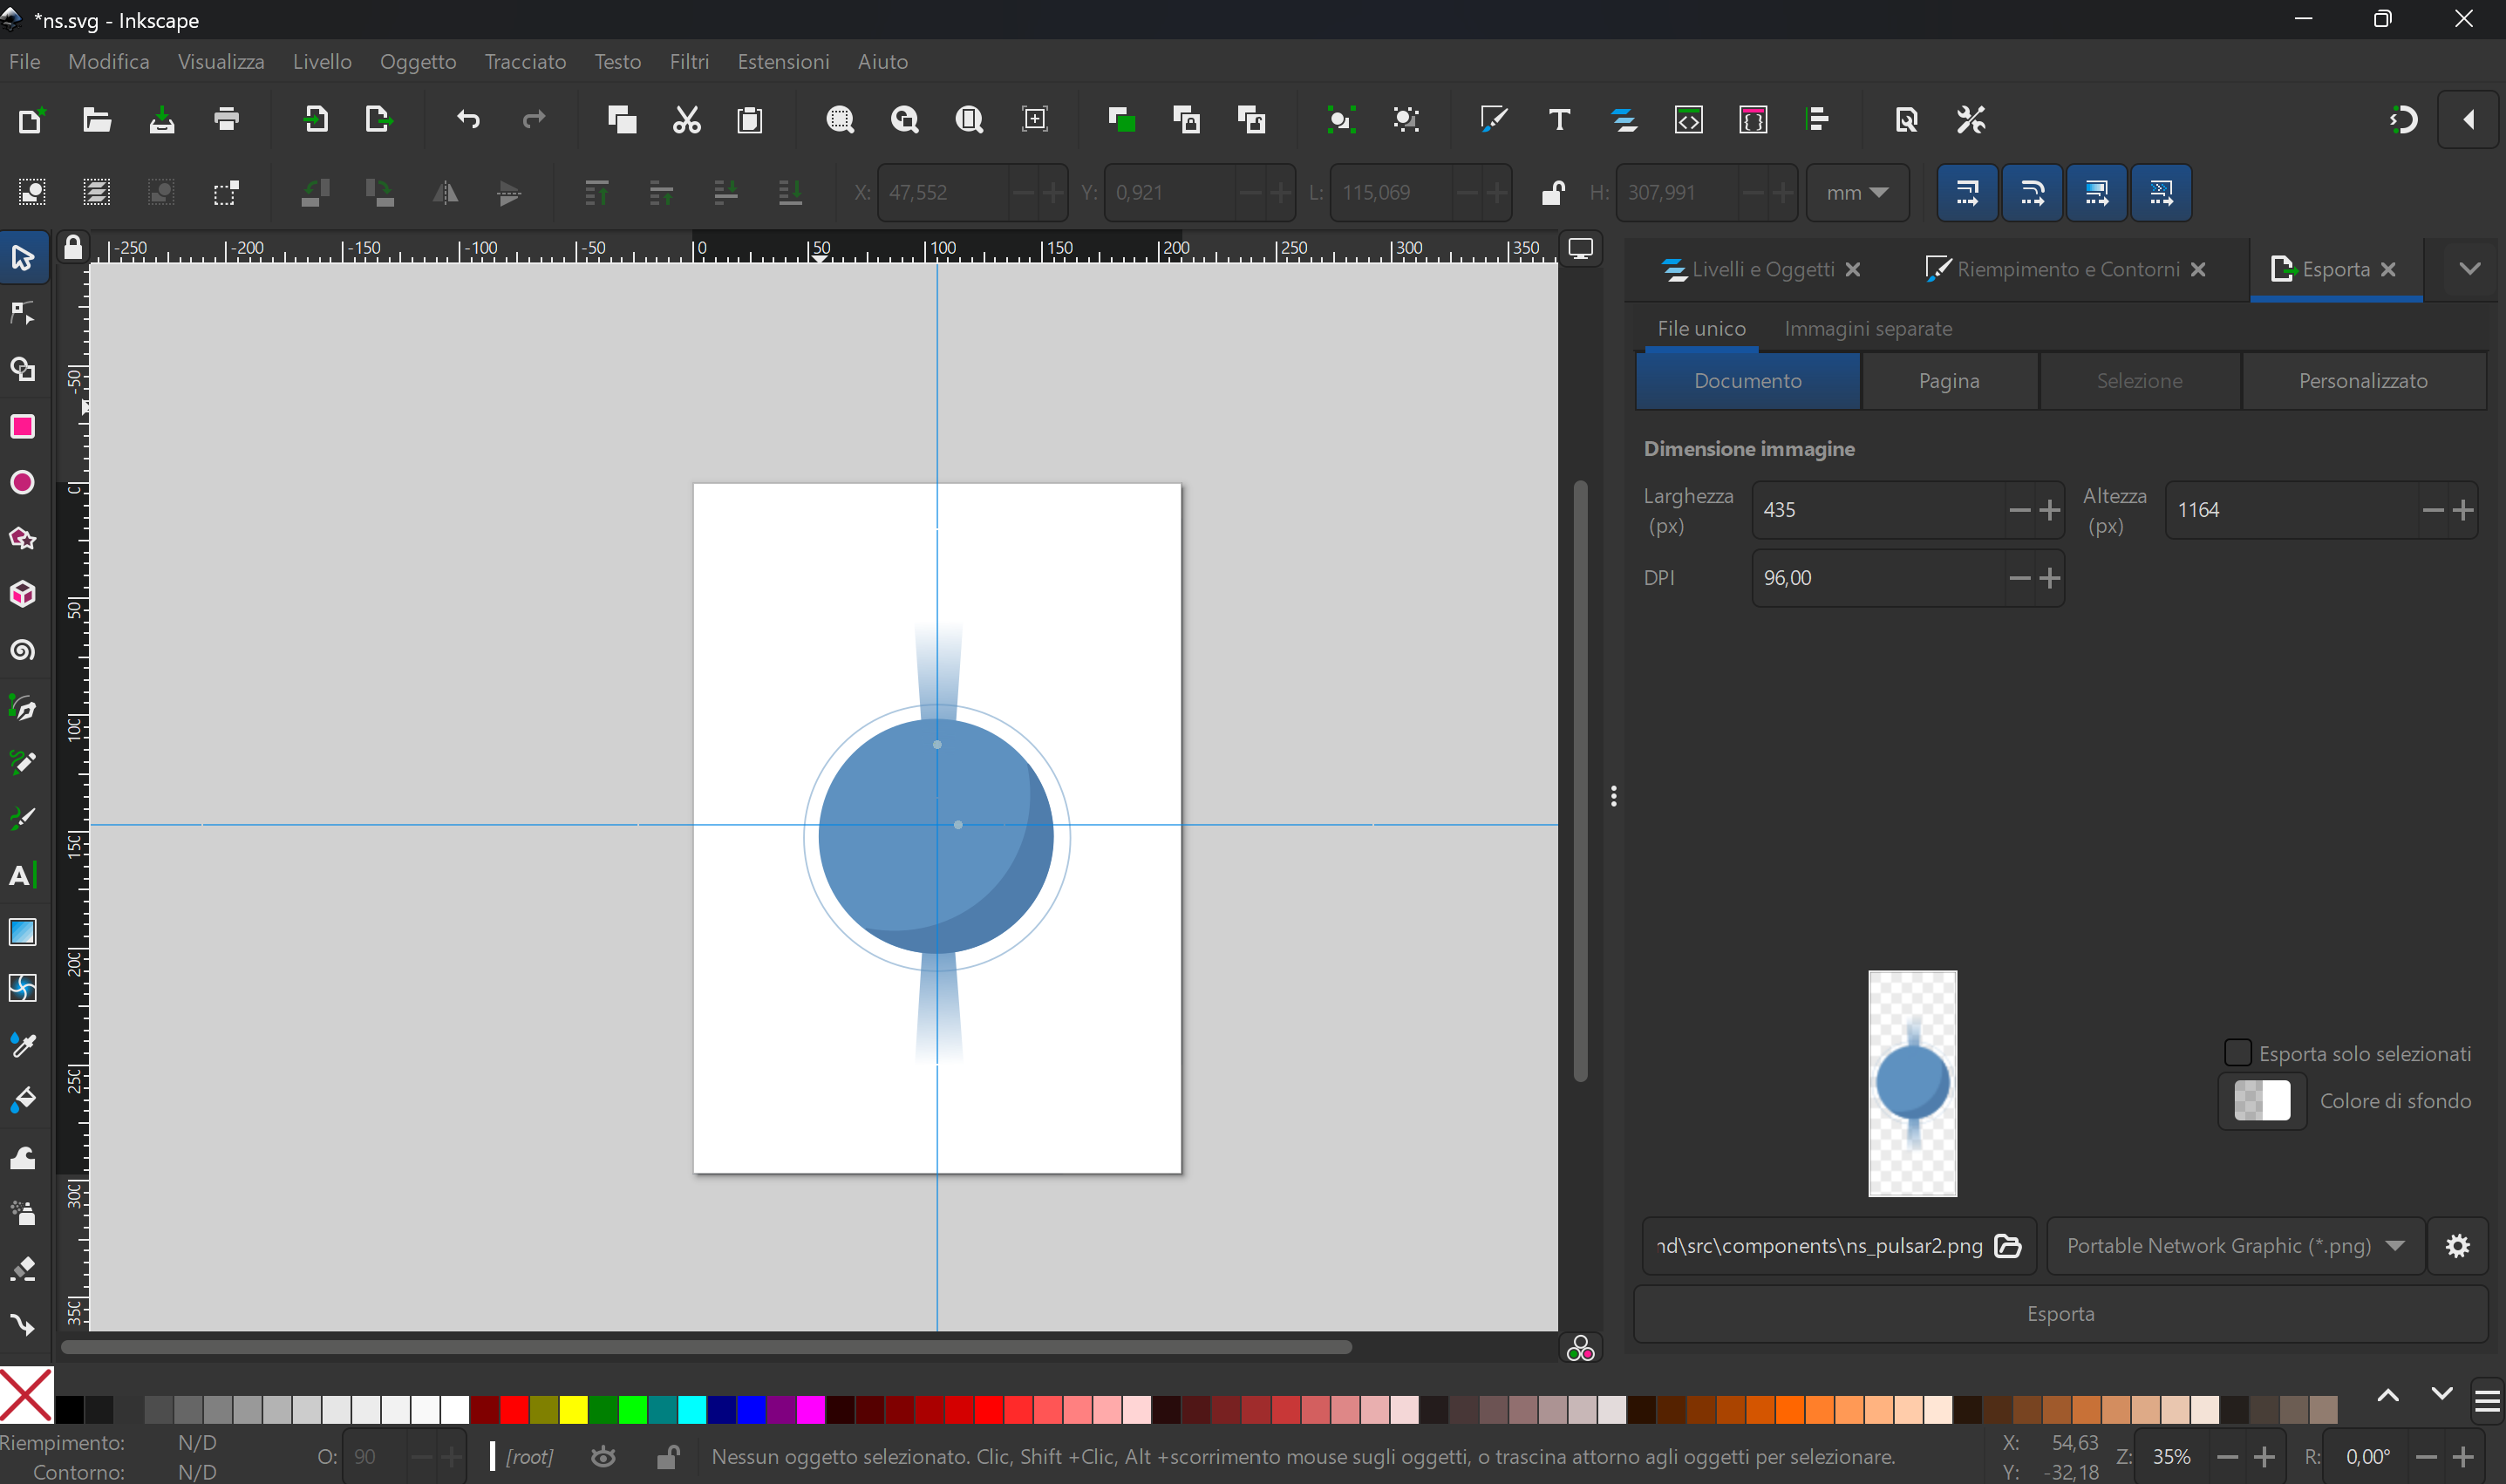 *ns.svg - Inkscape
File Modifica Visualizza Livello Oggetto Tracciato Testo Filtri Estensioni Aiuto
X: 47,552 Y: 0,921 L: 115,069 H: 307,991 mm
-250 -200 -150 -100 -50 0 50 100 150 200 250 300 350
-50
0
50
100
150
200
250
300
350
Livelli e Oggetti Riempimento e Contorni Esporta
File unico Immagini separate
Documento Pagina Selezione Personalizzato
Dimensione immagine
Larghezza (px) 435 Altezza (px) 1164
DPI 96,00
Esporta solo selezionati
Colore di sfondo
nd\src\components\ns_pulsar2.png Portable Network Graphic (*.png)
Esporta
Riempimento: N/D
Contorno: N/D
O: 90 [root] Nessun oggetto selezionato. Clic, Shift +Clic, Alt +scorrimento mouse sugli oggetti, o trascina attorno agli oggetti per selezionare.
X: 54,63
Y: -32,18
Z: 35% R: 0,00°